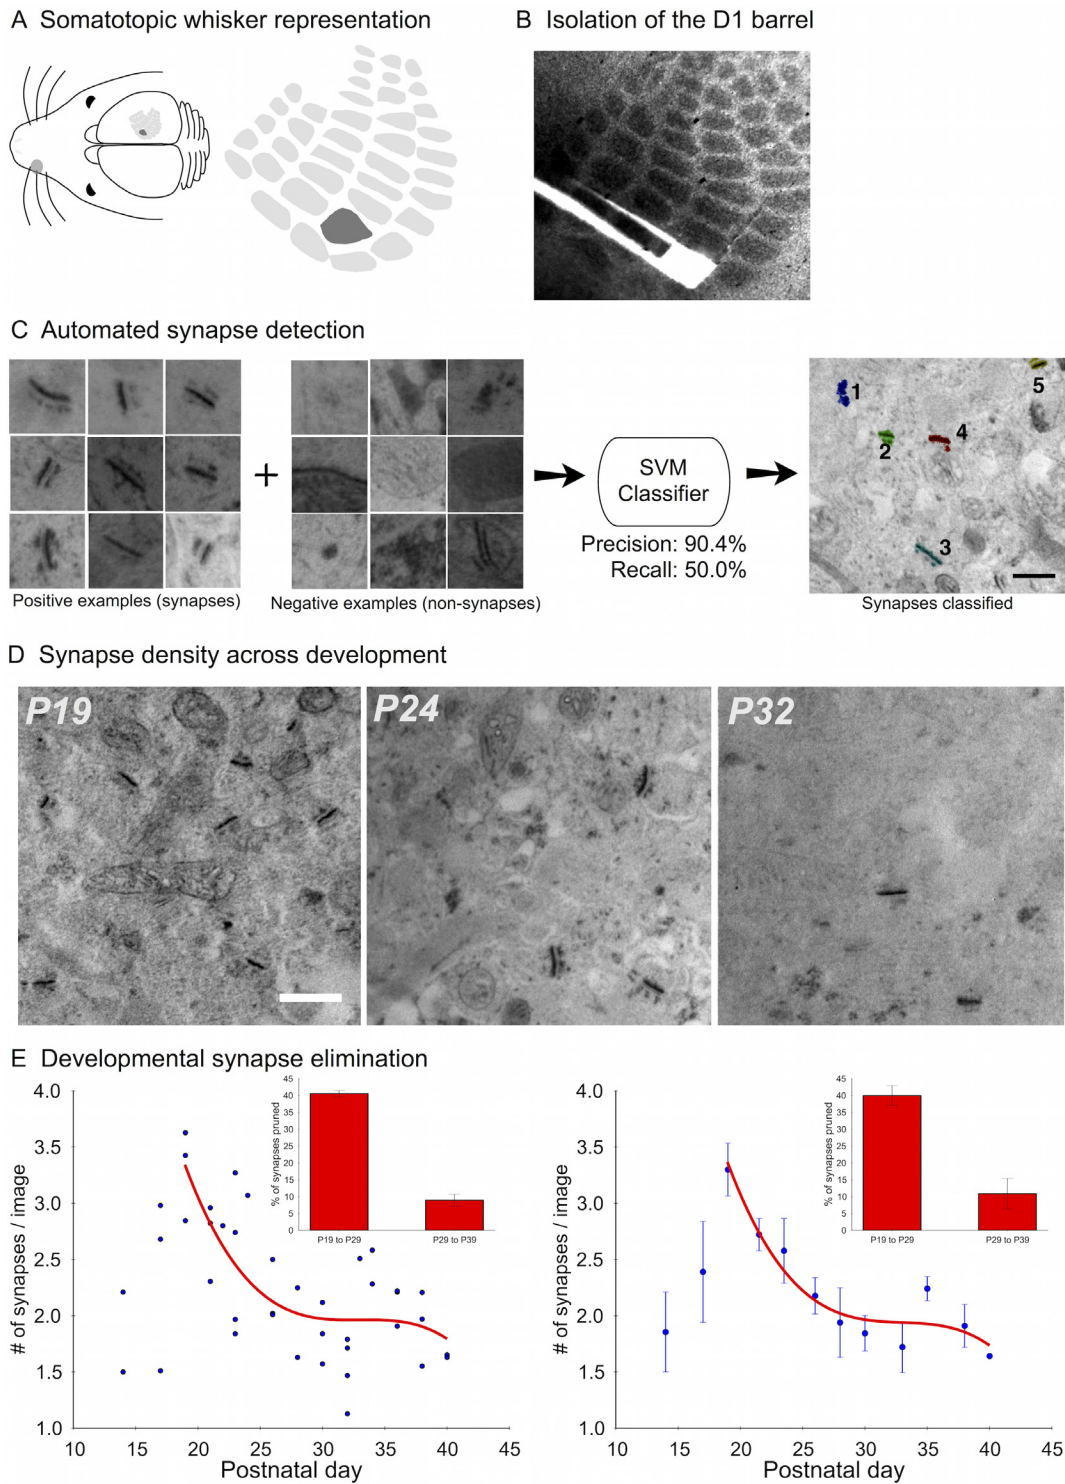 A Somatotopic whisker representation
B Isolation of the D1 barrel
C Automated synapse detection
+
SVM
Classifier
Precision: 90.4%
Recall: 50.0%
1
2
3
4
5
Positive examples (synapses)
Negative examples (non-synapses)
Synapses classified
D Synapse density across development
P19
P24
P32
E Developmental synapse elimination
# of synapses / image
4.0
3.5
3.0
2.5
2.0
1.5
1.0
10 15 20 25 30 35 40 45
Postnatal day
% of synapses pruned
45
40
35
30
25
20
15
10
5
0
P19 to P29 P29 to P39
# of synapses / image
4.0
3.5
3.0
2.5
2.0
1.5
1.0
10 15 20 25 30 35 40 45
Postnatal day
% of synapses pruned
45
40
35
30
25
20
15
10
5
0
P19 to P29 P29 to P39